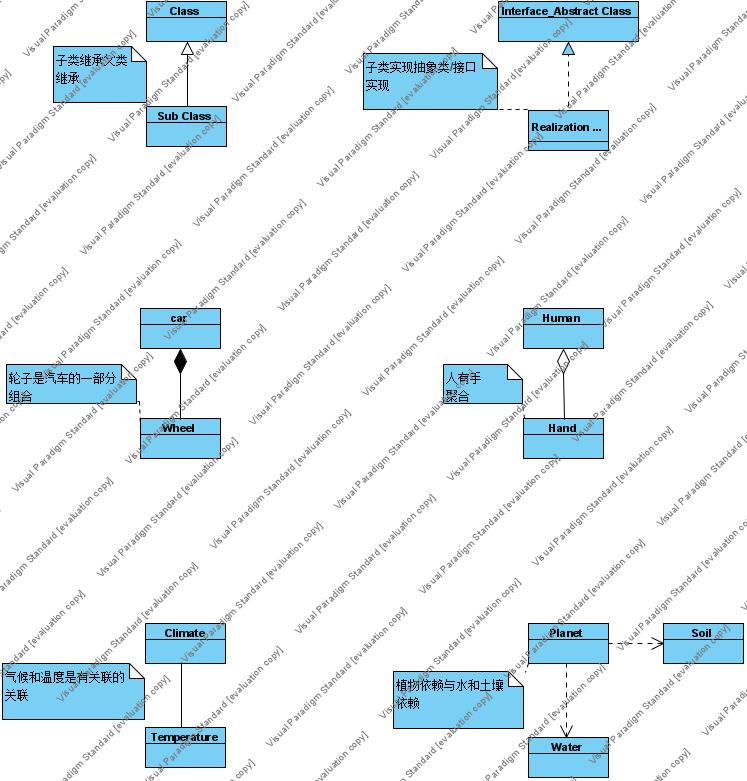 Class
子类继承父类
继承
Sub Class
Interface_Abstract Class
子类实现抽象类/接口
实现
Realization ...
car
轮子是汽车的一部分
组合
Wheel
Human
人有手
聚合
Hand
Climate
气候和温度是有关联的
关联
Temperature
Planet
Soil
植物依赖与水和土壤
依赖
Water
Visual Paradigm Standard [evaluation copy]